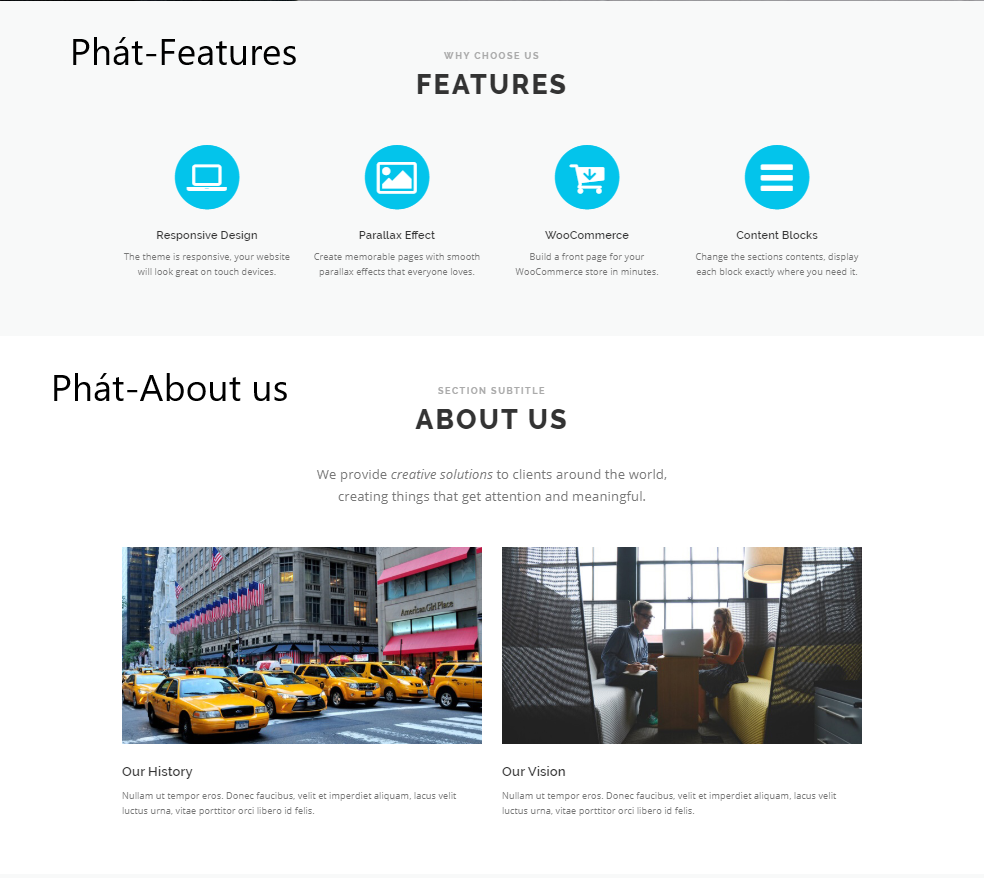 Phát-Features
WHY CHOOSE US
FEATURES
Responsive Design
The theme is responsive, your website
will look great on touch devices.
Parallax Effect
Create memorable pages with smooth
parallax effects that everyone loves.
WooCommerce
Build a front page for your
WooCommerce store in minutes.
Content Blocks
Change the sections contents, display
each block exactly where you need it.
Phát-About us
SECTION SUBTITLE
ABOUT US
We provide creative solutions to clients around the world,
creating things that get attention and meaningful.
American Girl Place
Our History
Nullam ut tempor eros. Donec faucibus, velit et imperdiet aliquam, lacus velit
luctus urna, vitae porttitor orci libero id felis.
Our Vision
Nullam ut tempor eros. Donec faucibus, velit et imperdiet aliquam, lacus velit
luctus urna, vitae porttitor orci libero id felis.